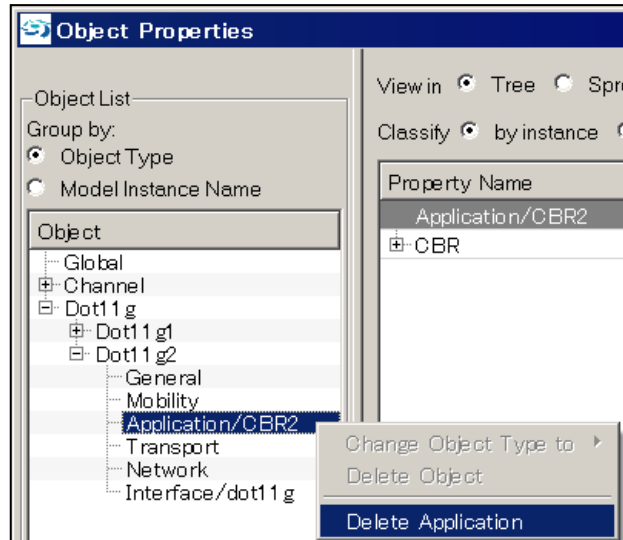 Object Properties
Object List
Group by:
Object Type
Model Instance Name
Object
Global
Channel
Dot11g
Dot11g1
Dot11g2
General
Mobility
Application/CBR2
Transport
Network
Interface/dot11g
View in Tree Spre
Classify by instance
Property Name
Application/CBR2
CBR
Change Object Type to
Delete Object
Delete Application